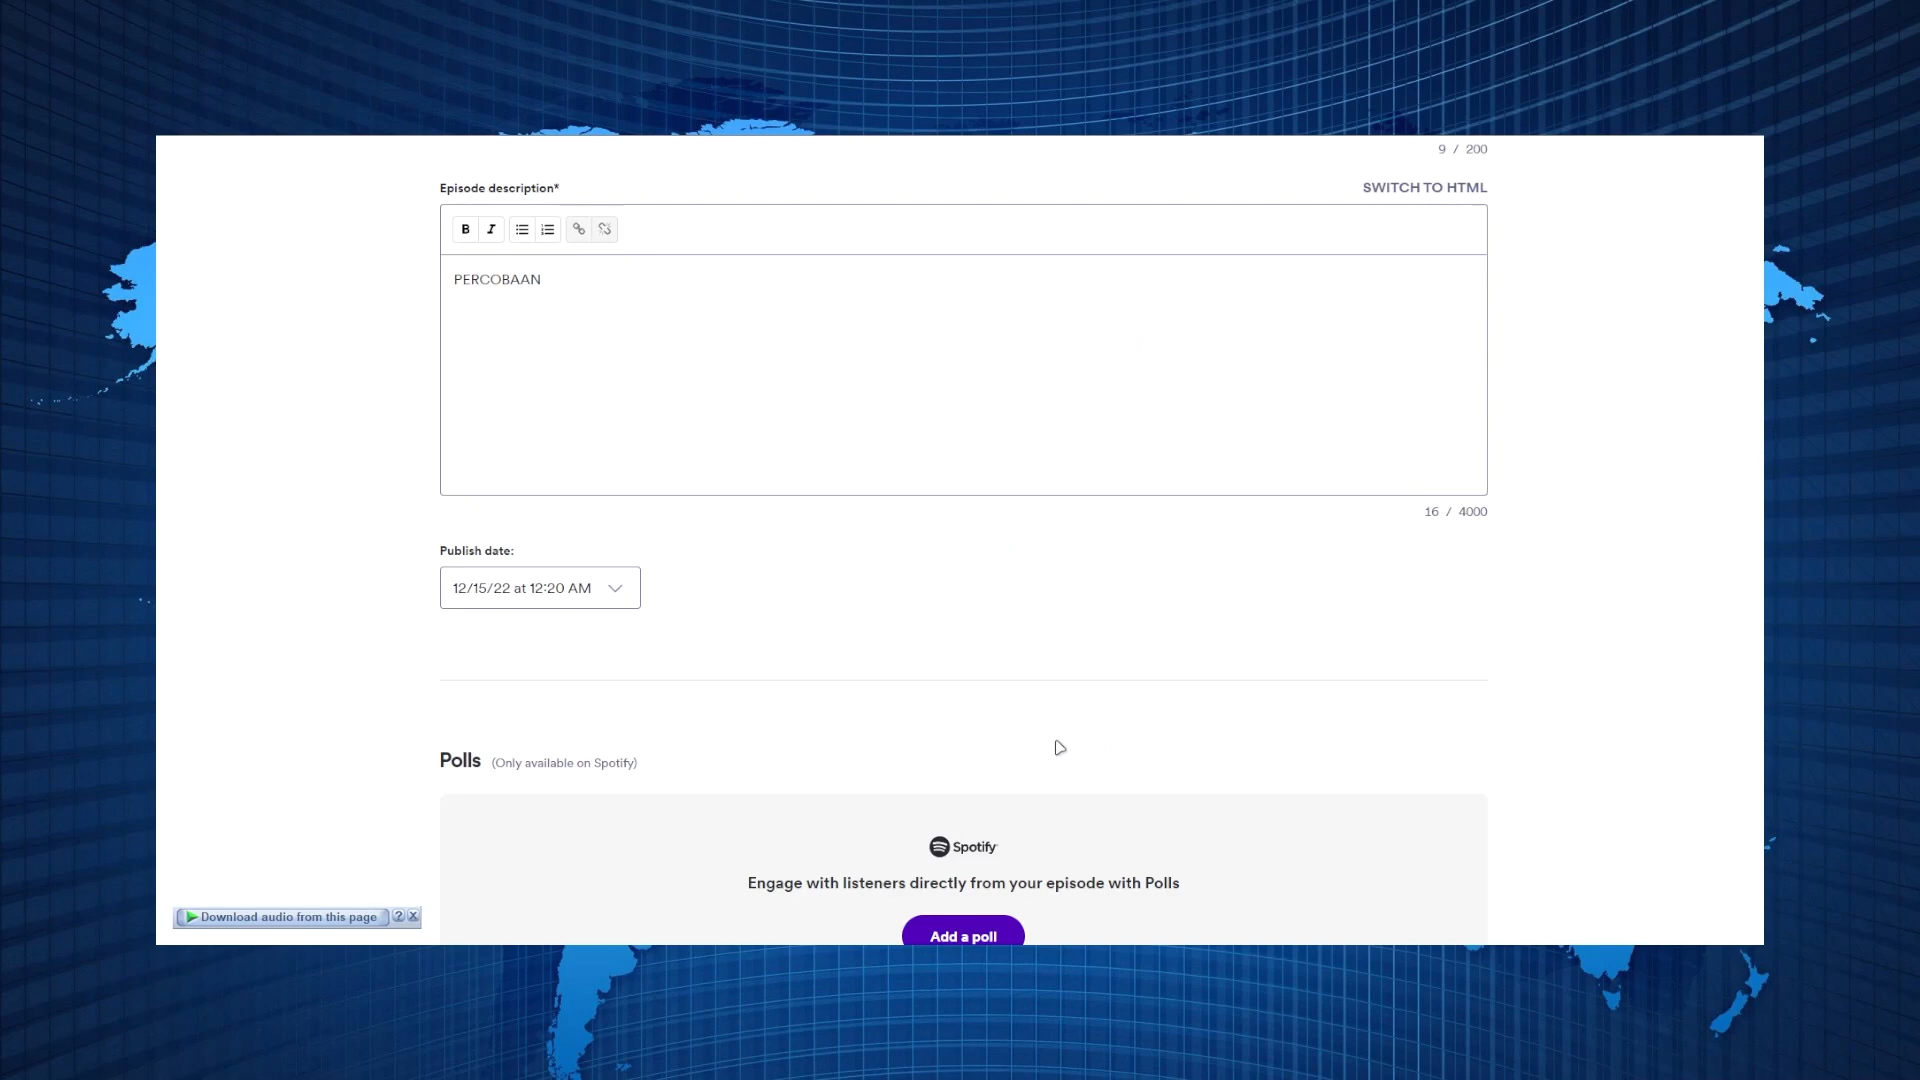 9 / 200
Episode description*
SWITCH TO HTML
B I
PERCOBAAN
16 / 4000
Publish date:
12/15/22 at 12:20 AM
Polls (Only available on Spotify)
Spotify
Engage with listeners directly from your episode with Polls
Add a poll
Download audio from this page ? X